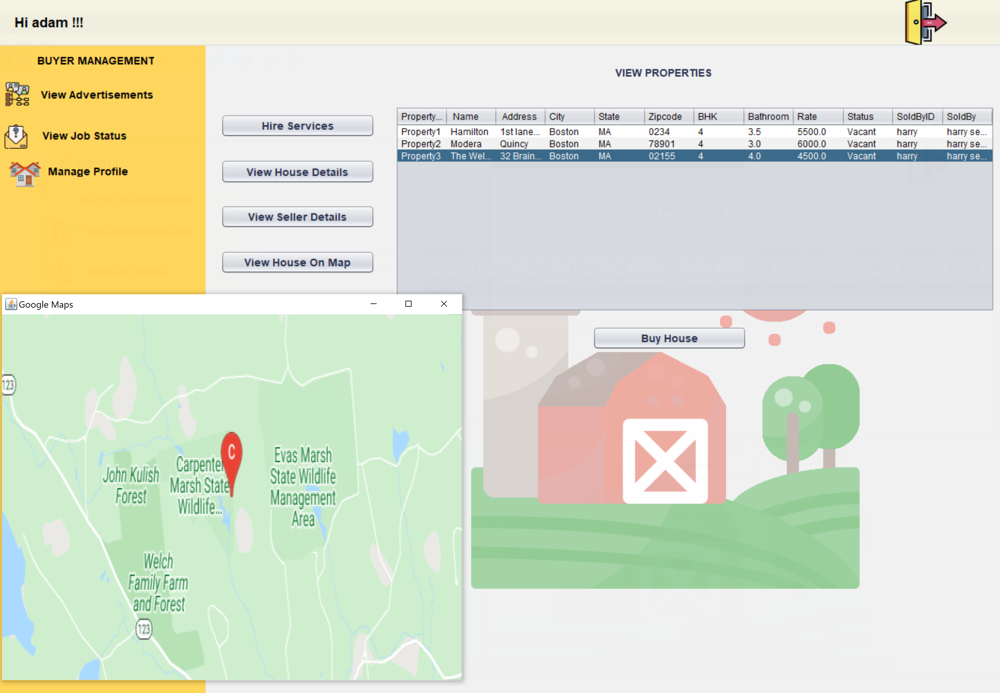 Hi adam !!!
BUYER MANAGEMENT
View Advertisements
View Job Status
Manage Profile
VIEW PROPERTIES
Hire Services
View House Details
View Seller Details
View House On Map
Property... Name Address City State Zipcode BHK Bathroom Rate Status SoldByID SoldBy
Property1 Hamilton 1st lane... Boston MA 0234 4 3.5 5500.0 Vacant harry harry se...
Property2 Modera Quincy Boston MA 78901 4 3.0 6000.0 Vacant harry harry se...
Property3 The Wel... 32 Brain... Boston MA 02155 4 4.0 4500.0 Vacant harry harry se...
Buy House
Google Maps
123
C
John Kulish
Forest
Carpenter
Marsh State
Wildlife...
Evas Marsh
State Wildlife
Management
Area
Welch
Family Farm
and Forest
123